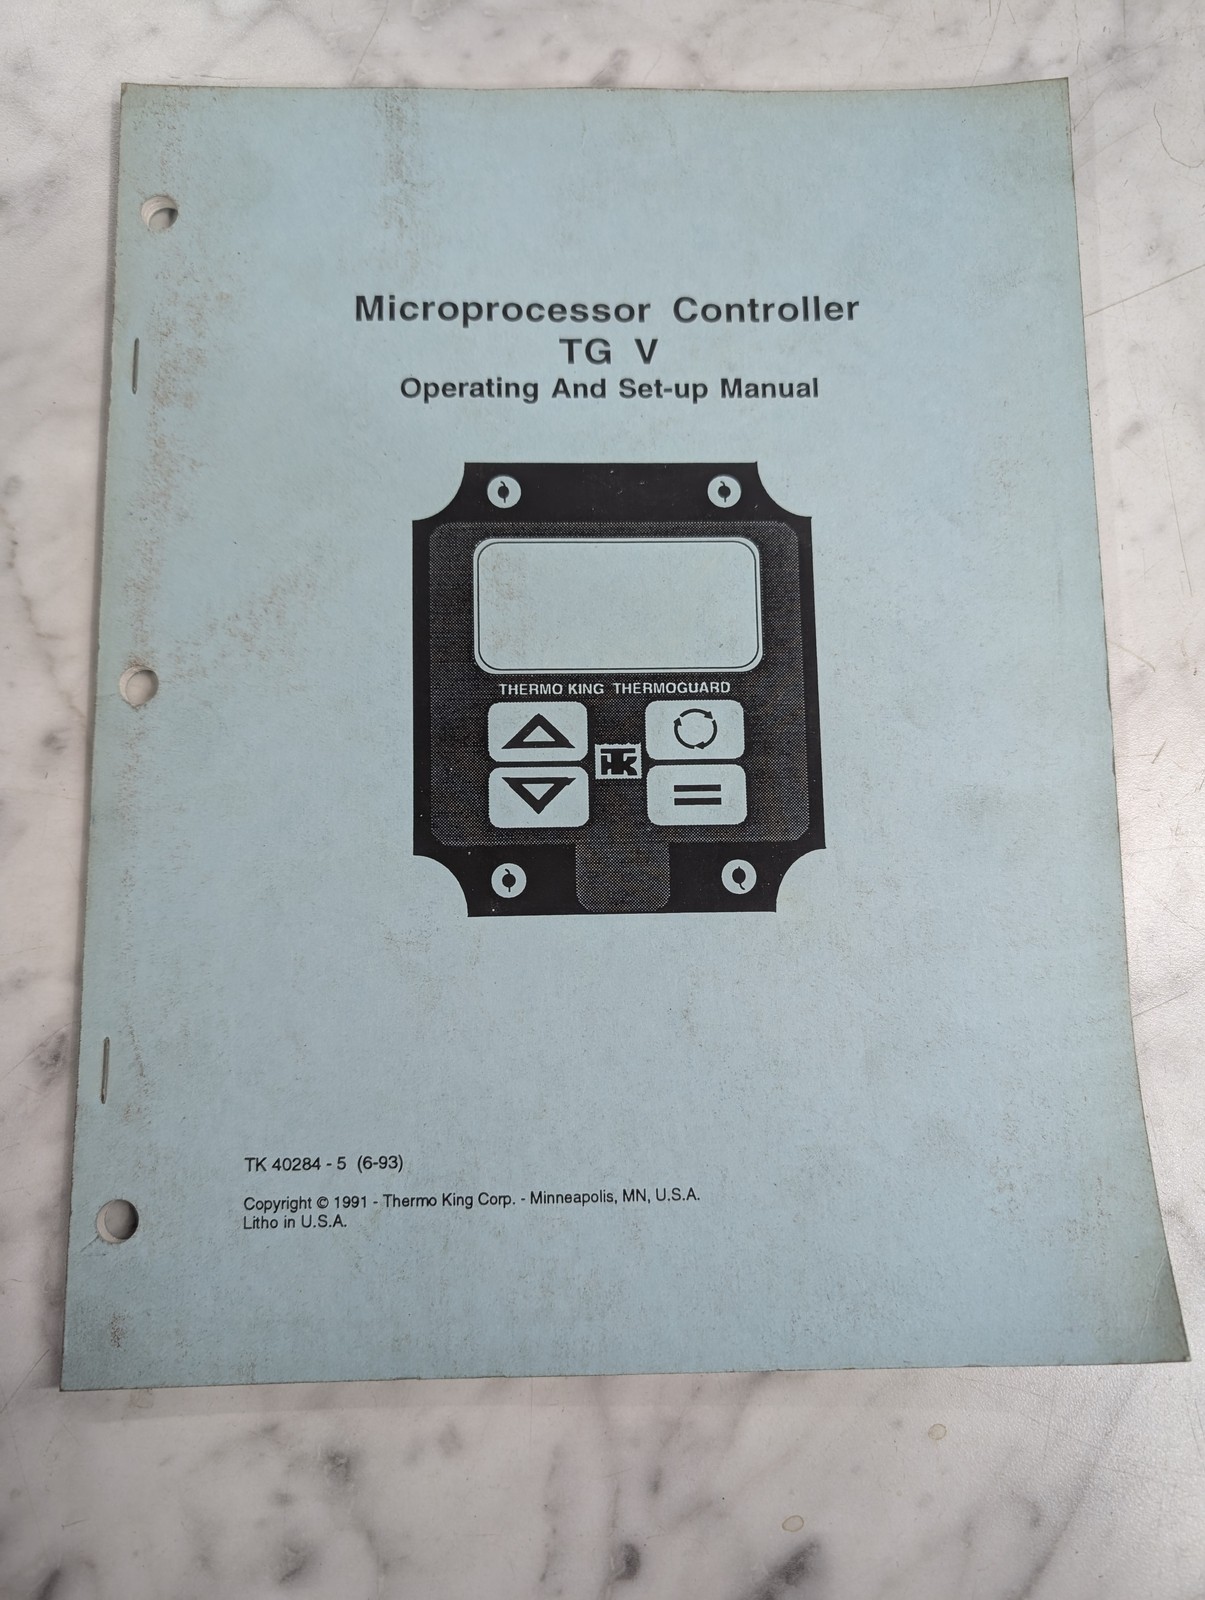 Microprocessor Controller
TG V
Operating And Set-up Manual
THERMO KING THERMOGUARD
TK
TK 40284 - 5 (6-93)
Copyright © 1991 - Thermo King Corp. - Minneapolis, MN, U.S.A.
Litho in U.S.A.